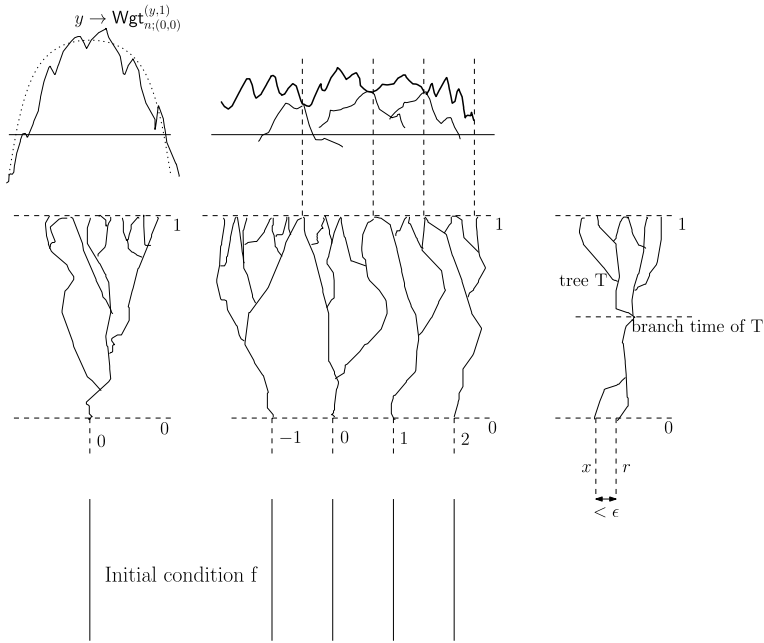 y → Wgt^{(y,1)}_{n;(0,0)}
1
1
1
tree T
branch time of T
0
0
−1
0
1
2
0
0
x
r
< ϵ
Initial condition f